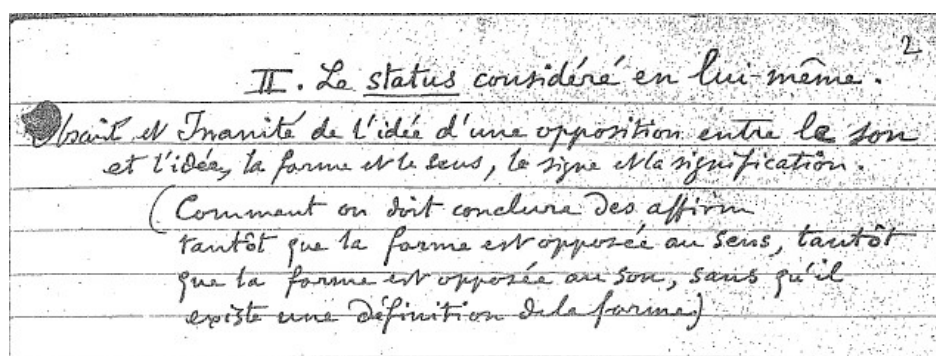 2
II. Le status considéré en lui-même.
et Inanité de l'idée d'une opposition entre le son
et l'idée, la forme et le sens, le signe et la signification.
(Comment on doit conclure des affirm
tantôt que la forme est opposée au sens, tantôt
que la forme est opposée au son, sans qu'il
existe une définition de la forme)